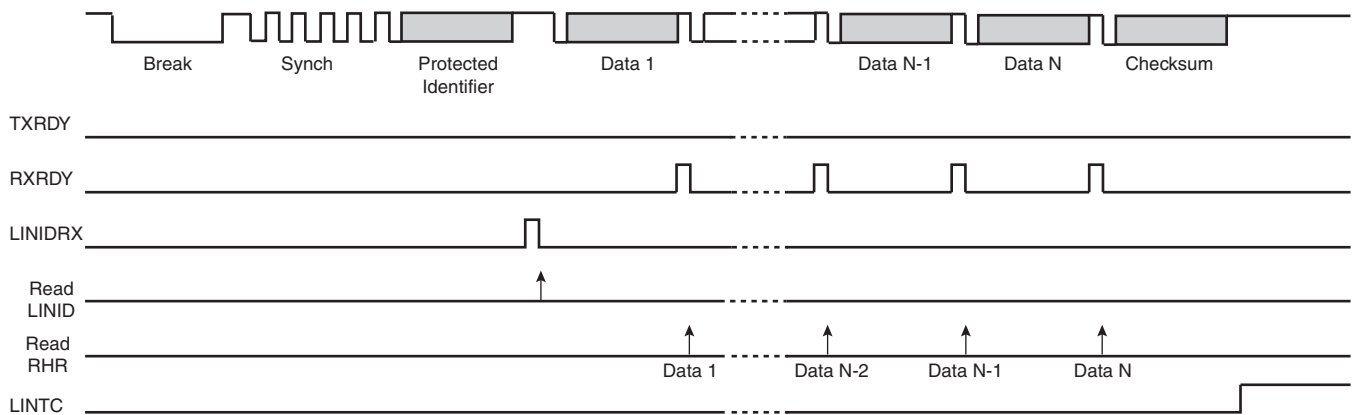 Break
Synch
Protected
Identifier
Data 1
Data N-1
Data N
Checksum
TXRDY
RXRDY
LINIDRX
Read
LINID
Read
RHR
Data 1
Data N-2
Data N-1
Data N
LINTC